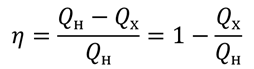 η = (Qн − Qх) / Qн = 1 − Qх / Qн